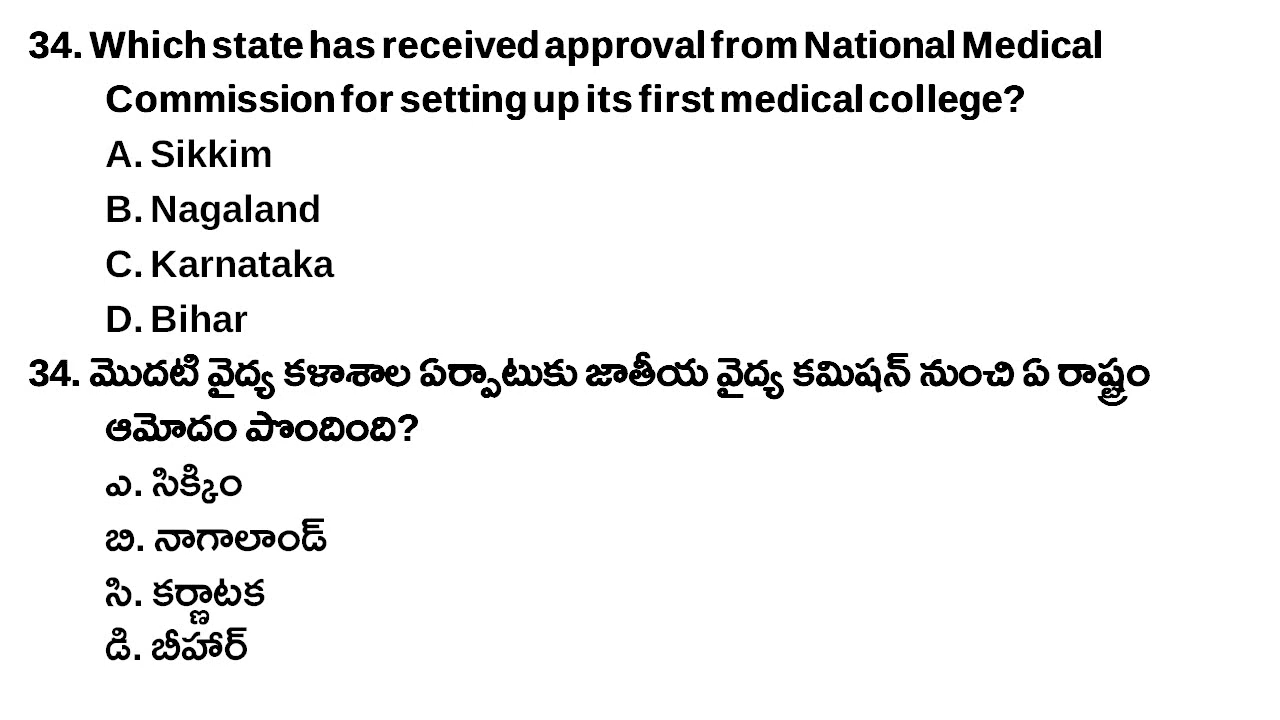 34. Which state has received approval from National Medical
Commission for setting up its first medical college?
A. Sikkim
B. Nagaland
C. Karnataka
D. Bihar
34. మొదటి వైద్య కళాశాల ఏర్పాటుకు జాతీయ వైద్య కమిషన్ నుంచి ఏ రాష్ట్రం
ఆమోదం పొందింది?
ఎ. సిక్కిం
బి. నాగాలాండ్
సి. కర్ణాటక
డి. బీహార్